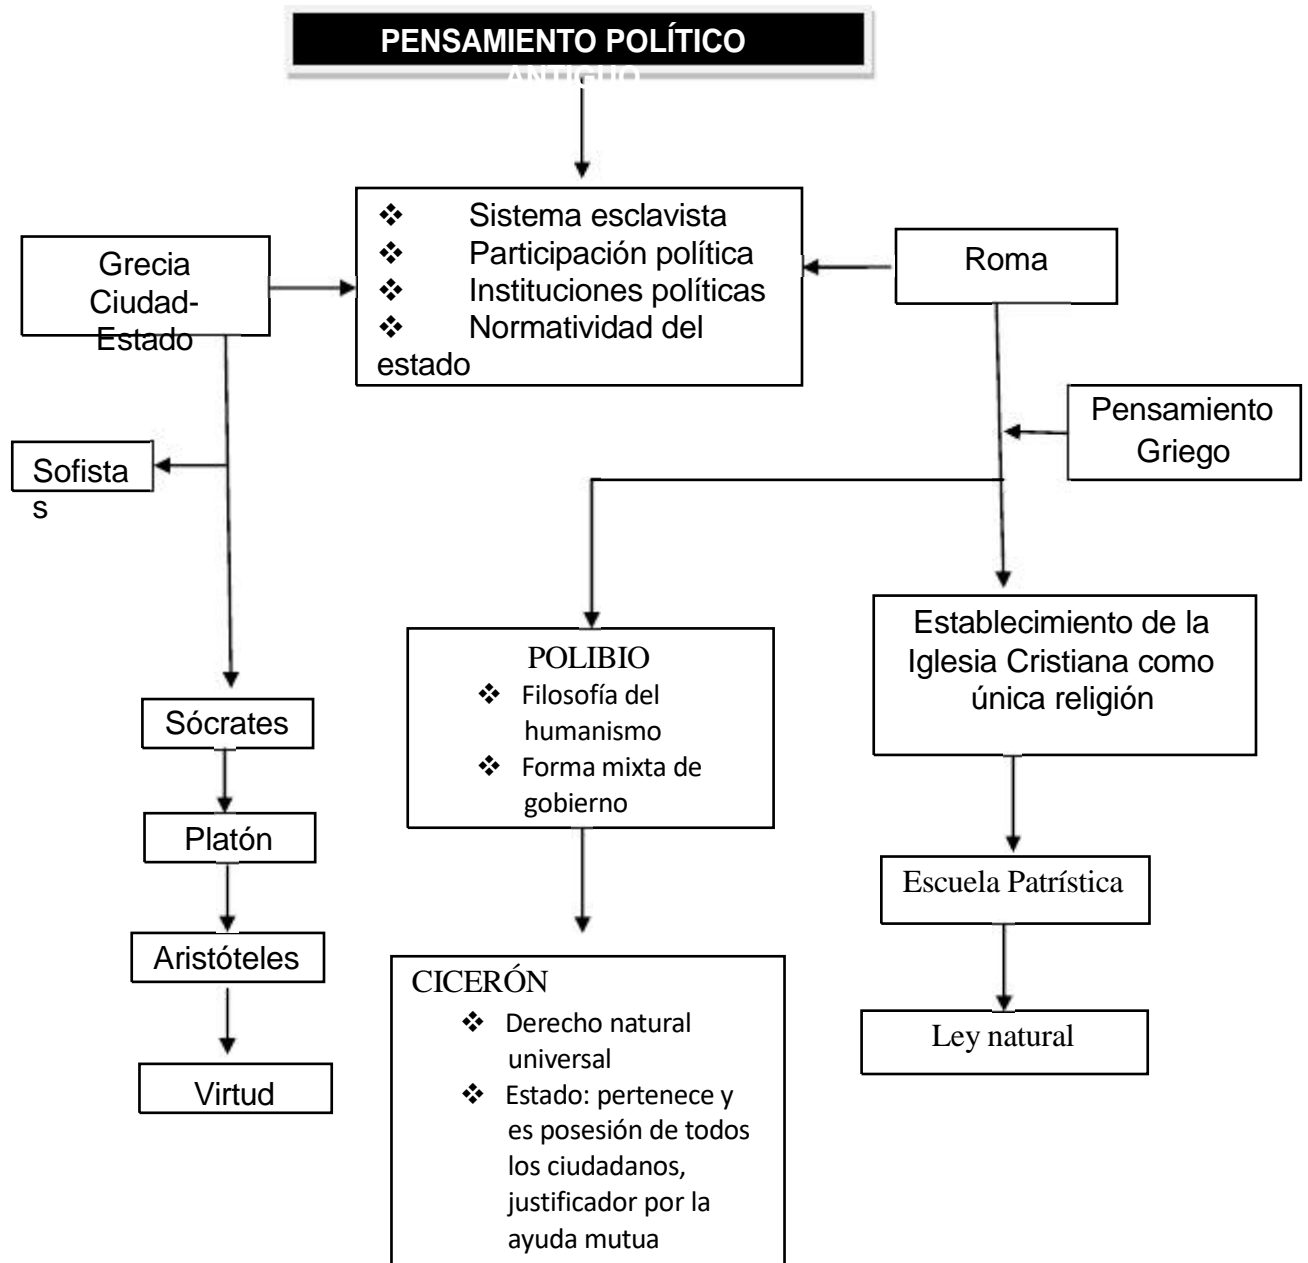 PENSAMIENTO POLÍTICO
ANTIGUO
❖ Sistema esclavista
❖ Participación política
❖ Instituciones políticas
❖ Normatividad del
estado
Grecia
Ciudad-
Estado
Roma
Pensamiento
Griego
Sofista
s
POLIBIO
❖ Filosofía del
humanismo
❖ Forma mixta de
gobierno
Establecimiento de la
Iglesia Cristiana como
única religión
Sócrates
Platón
Aristóteles
Virtud
CICERÓN
❖ Derecho natural
universal
❖ Estado: pertenece y
es posesión de todos
los ciudadanos,
justificador por la
ayuda mutua
Escuela Patrística
Ley natural